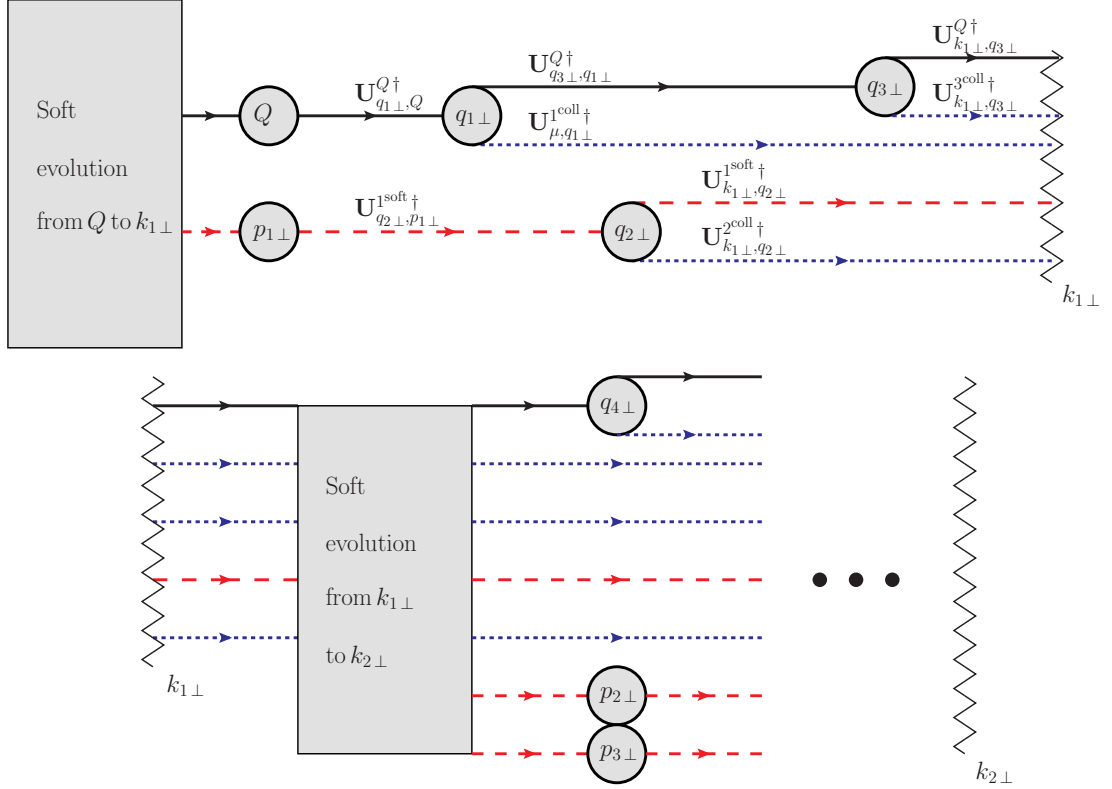 U^{Q†}_{k_{1⊥},q_{3⊥}}
U^{Q†}_{q_{3⊥},q_{1⊥}}
U^{Q†}_{q_{1⊥},Q}
U^{3^{coll}†}_{k_{1⊥},q_{3⊥}}
Soft
Q
q_{1⊥}
q_{3⊥}
U^{1^{coll}†}_{μ,q_{1⊥}}
evolution
U^{1^{soft}†}_{k_{1⊥},q_{2⊥}}
U^{1^{soft}†}_{q_{2⊥},p_{1⊥}}
from Q to k_{1⊥}
p_{1⊥}
q_{2⊥}
U^{2^{coll}†}_{k_{1⊥},q_{2⊥}}
k_{1⊥}
q_{4⊥}
Soft
evolution
from k_{1⊥}
to k_{2⊥}
k_{1⊥}
p_{2⊥}
p_{3⊥}
k_{2⊥}